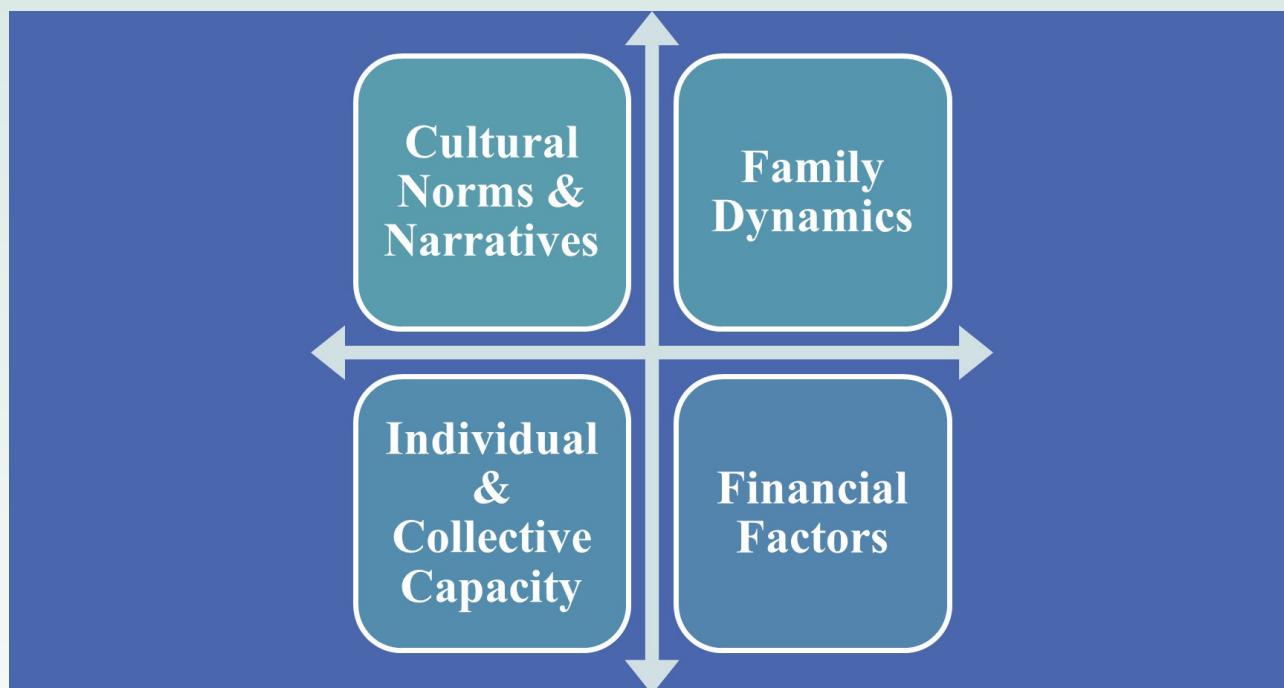 Cultural
Norms &
Narratives
Family
Dynamics
Individual
&
Collective
Capacity
Financial
Factors